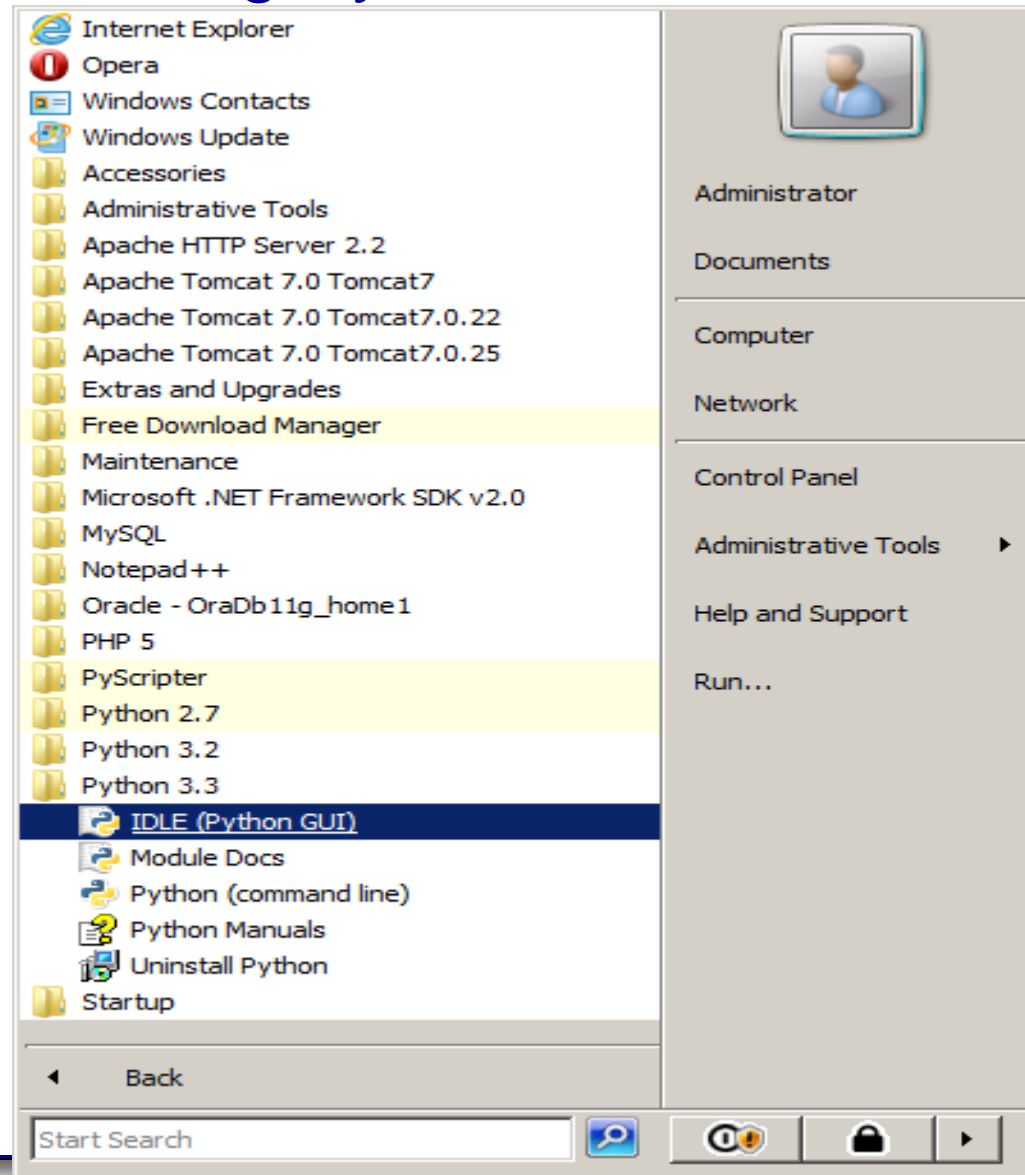 Internet Explorer
Opera
Windows Contacts
Windows Update
Accessories
Administrative Tools
Apache HTTP Server 2.2
Apache Tomcat 7.0 Tomcat7
Apache Tomcat 7.0 Tomcat7.0.22
Apache Tomcat 7.0 Tomcat7.0.25
Extras and Upgrades
Free Download Manager
Maintenance
Microsoft .NET Framework SDK v2.0
MySQL
Notepad++
Oracle - OraDb11g_home1
PHP 5
PyScripter
Python 2.7
Python 3.2
Python 3.3
IDLE (Python GUI)
Module Docs
Python (command line)
Python Manuals
Uninstall Python
Startup
Back
Start Search
Administrator
Documents
Computer
Network
Control Panel
Administrative Tools
Help and Support
Run...